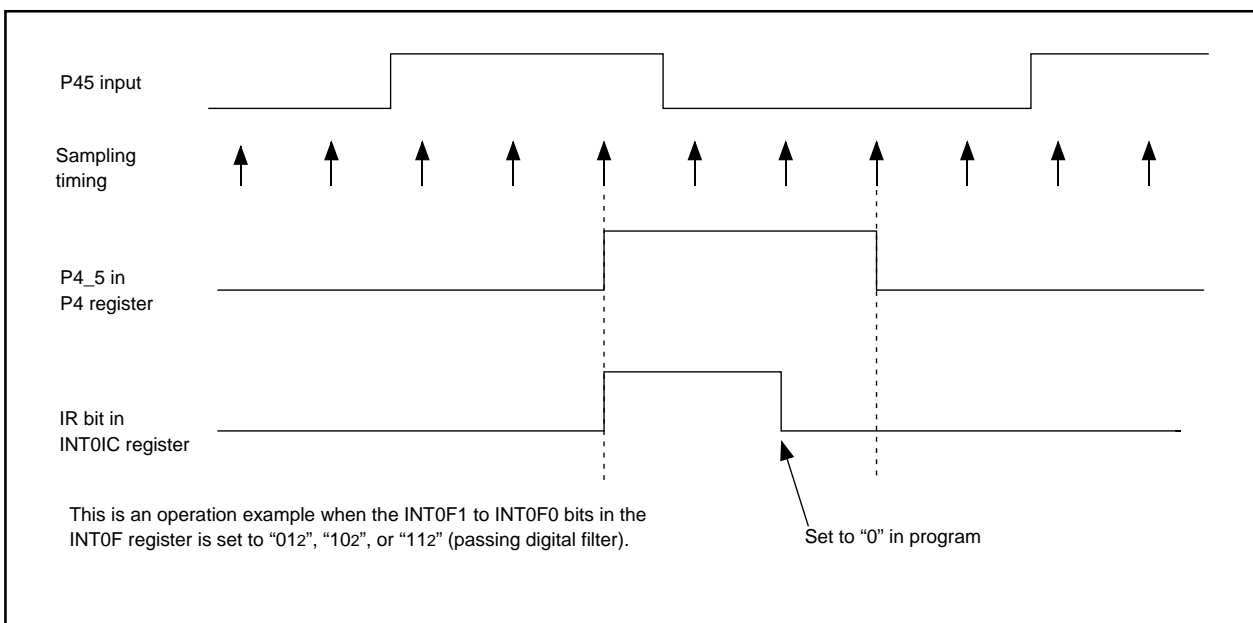 P45 input
Sampling
timing
P4_5 in
P4 register
IR bit in
INT0IC register
This is an operation example when the INT0F1 to INT0F0 bits in the
INT0F register is set to “012”, “102”, or “112” (passing digital filter).
Set to “0” in program